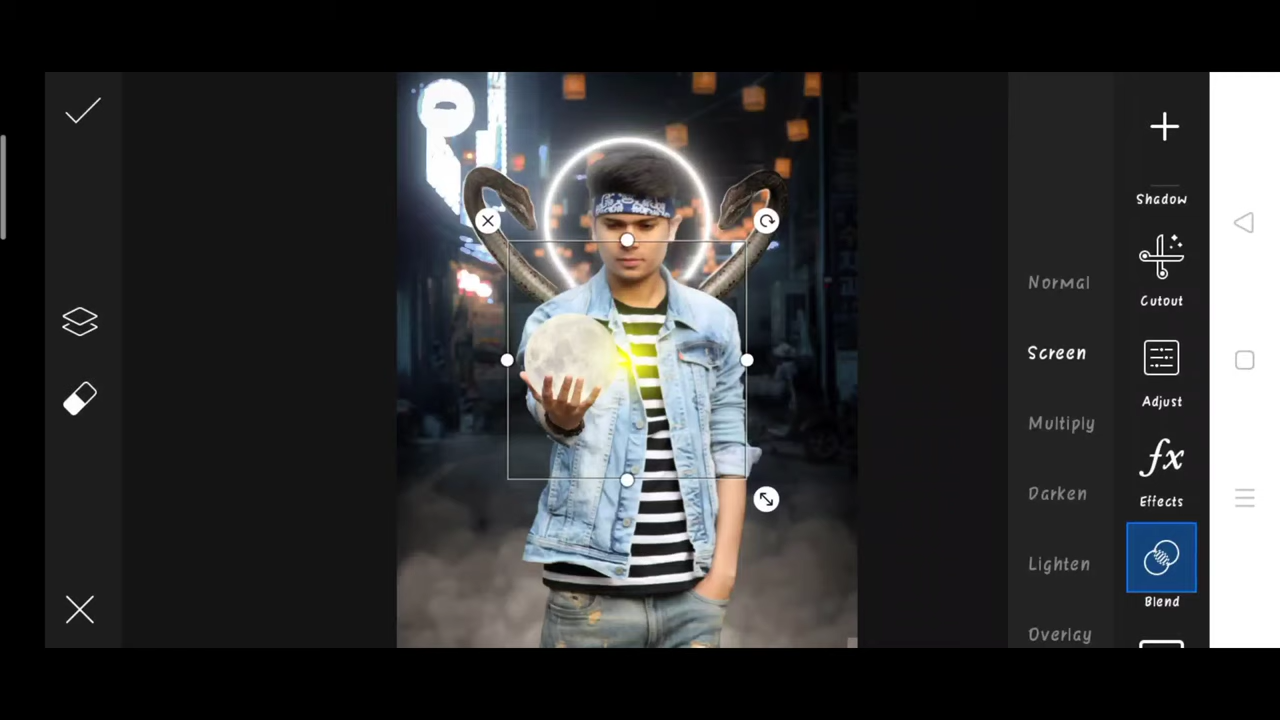 Shadow
Cutout
Normal
Screen
Adjust
Multiply
Darken
Effects
Lighten
Blend
Overlay